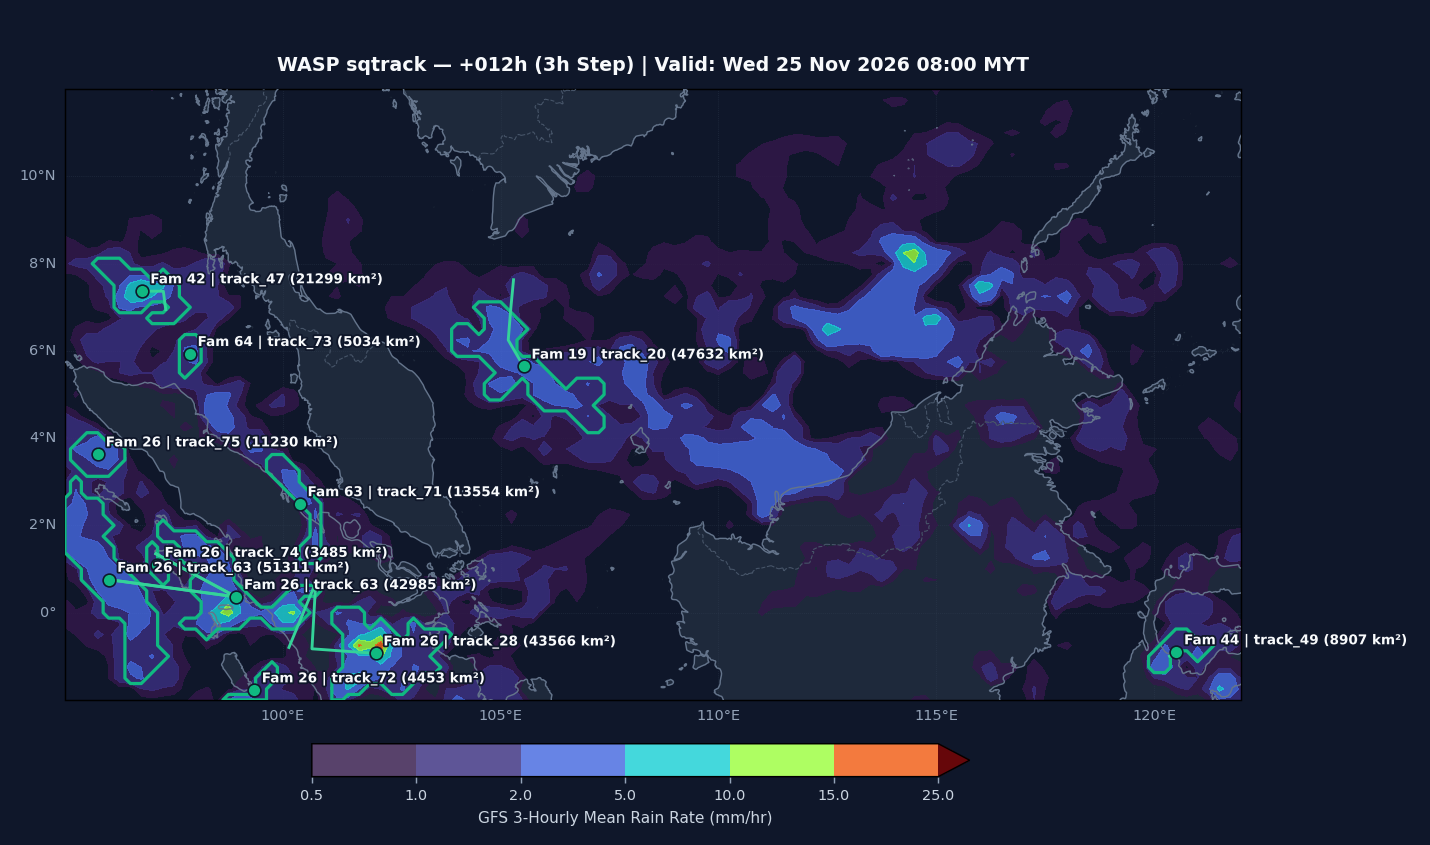 WASP sqtrack — +012h (3h Step) | Valid: Wed 25 Nov 2026 08:00 MYT
10°N
8°N
6°N
4°N
2°N
0°
Fam 42 | track_47 (21299 km²)
Fam 64 | track_73 (5034 km²)
Fam 19 | track_20 (47632 km²)
Fam 26 | track_75 (11230 km²)
Fam 63 | track_71 (13554 km²)
Fam 26 | track_74 (3485 km²)
Fam 26 | track_63 (51311 km²)
Fam 26 | track_63 (42985 km²)
Fam 26 | track_28 (43566 km²)
Fam 44 | track_49 (8907 km²)
Fam 26 | track_72 (4453 km²)
100°E 105°E 110°E 115°E 120°E
0.5 1.0 2.0 5.0 10.0 15.0 25.0
GFS 3-Hourly Mean Rain Rate (mm/hr)